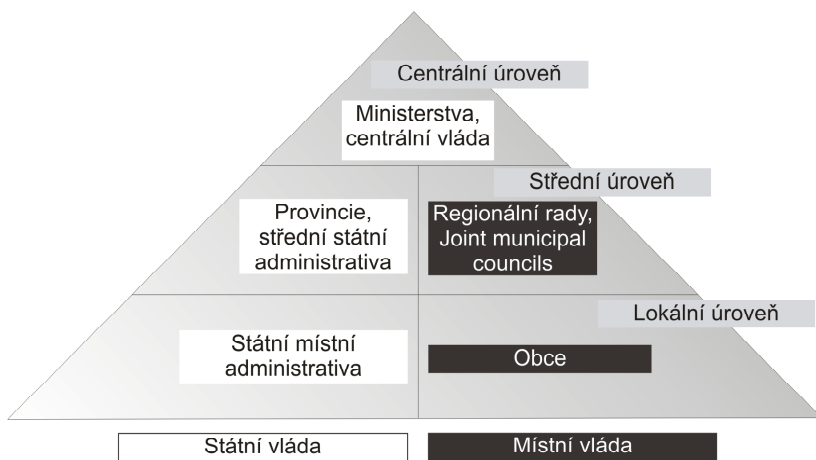 Centrální úroveň
Ministerstva,
centrální vláda
Střední úroveň
Provincie,
střední státní
administrativa
Regionální rady,
Joint municipal
councils
Lokální úroveň
Státní místní
administrativa
Obce
Státní vláda
Místní vláda